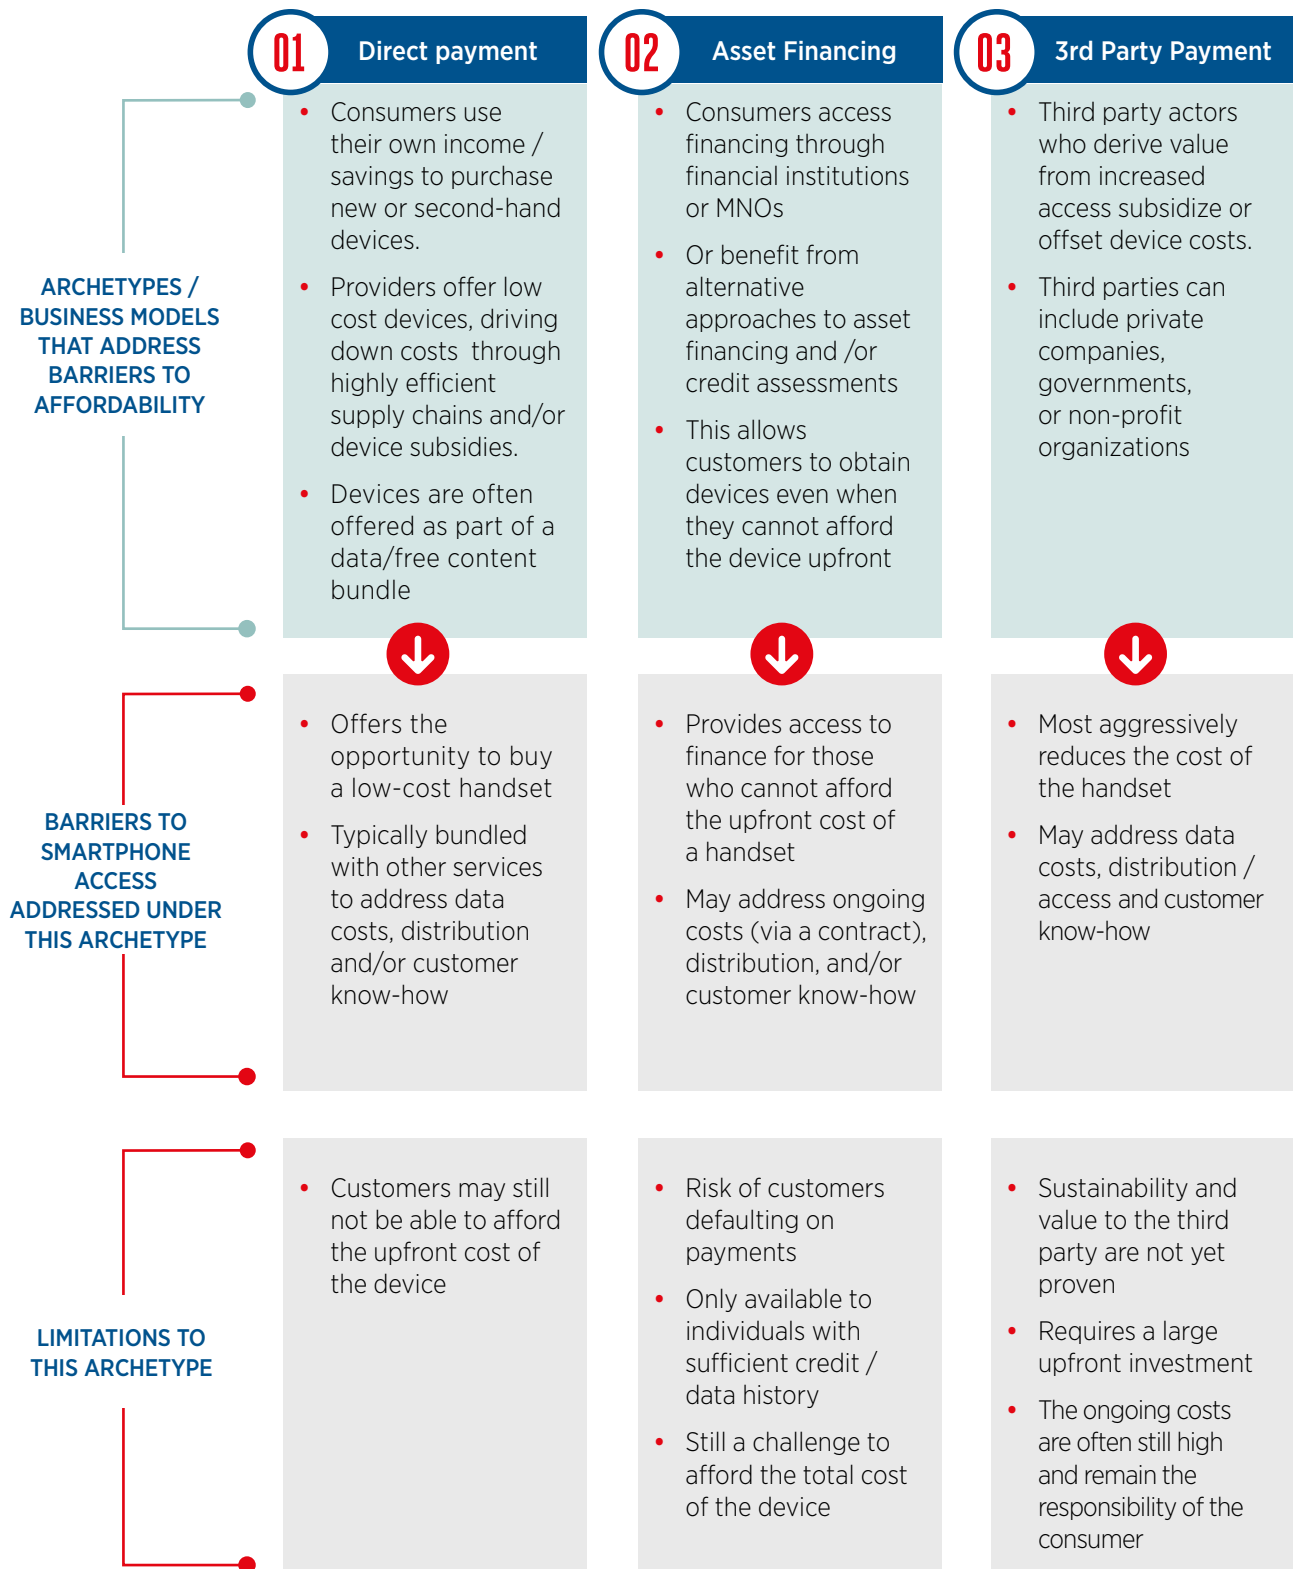 01 Direct payment
02 Asset Financing
03 3rd Party Payment
ARCHETYPES /
BUSINESS MODELS
THAT ADDRESS
BARRIERS TO
AFFORDABILITY
• Consumers use
their own income /
savings to purchase
new or second-hand
devices.
• Providers offer low
cost devices, driving
down costs through
highly efficient
supply chains and/or
device subsidies.
• Devices are often
offered as part of a
data/free content
bundle
• Consumers access
financing through
financial institutions
or MNOs
• Or benefit from
alternative
approaches to asset
financing and /or
credit assessments
• This allows
customers to obtain
devices even when
they cannot afford
the device upfront
• Third party actors
who derive value
from increased
access subsidize or
offset device costs.
• Third parties can
include private
companies,
governments,
or non-profit
organizations
BARRIERS TO
SMARTPHONE
ACCESS
ADDRESSED UNDER
THIS ARCHETYPE
• Offers the
opportunity to buy
a low-cost handset
• Typically bundled
with other services
to address data
costs, distribution
and/or customer
know-how
• Provides access to
finance for those
who cannot afford
the upfront cost of
a handset
• May address ongoing
costs (via a contract),
distribution, and/or
customer know-how
• Most aggressively
reduces the cost of
the handset
• May address data
costs, distribution /
access and customer
know-how
LIMITATIONS TO
THIS ARCHETYPE
• Customers may still
not be able to afford
the upfront cost of
the device
• Risk of customers
defaulting on
payments
• Only available to
individuals with
sufficient credit /
data history
• Still a challenge to
afford the total cost
of the device
• Sustainability and
value to the third
party are not yet
proven
• Requires a large
upfront investment
• The ongoing costs
are often still high
and remain the
responsibility of the
consumer